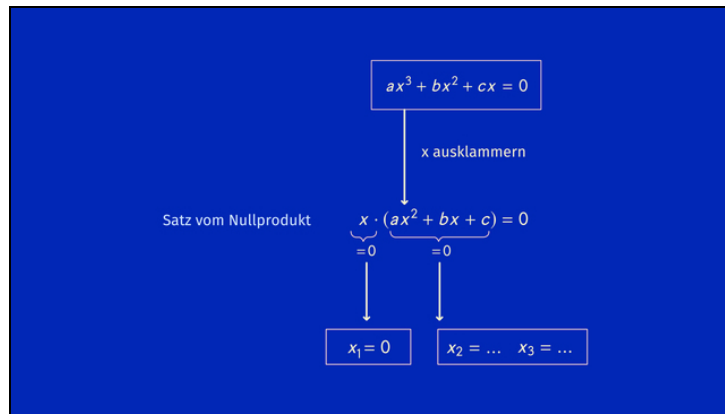 ax³ + bx² + cx = 0
x ausklammern
Satz vom Nullprodukt x · (ax² + bx + c) = 0
=0 =0
x₁ = 0 x₂ = ... x₃ = ...